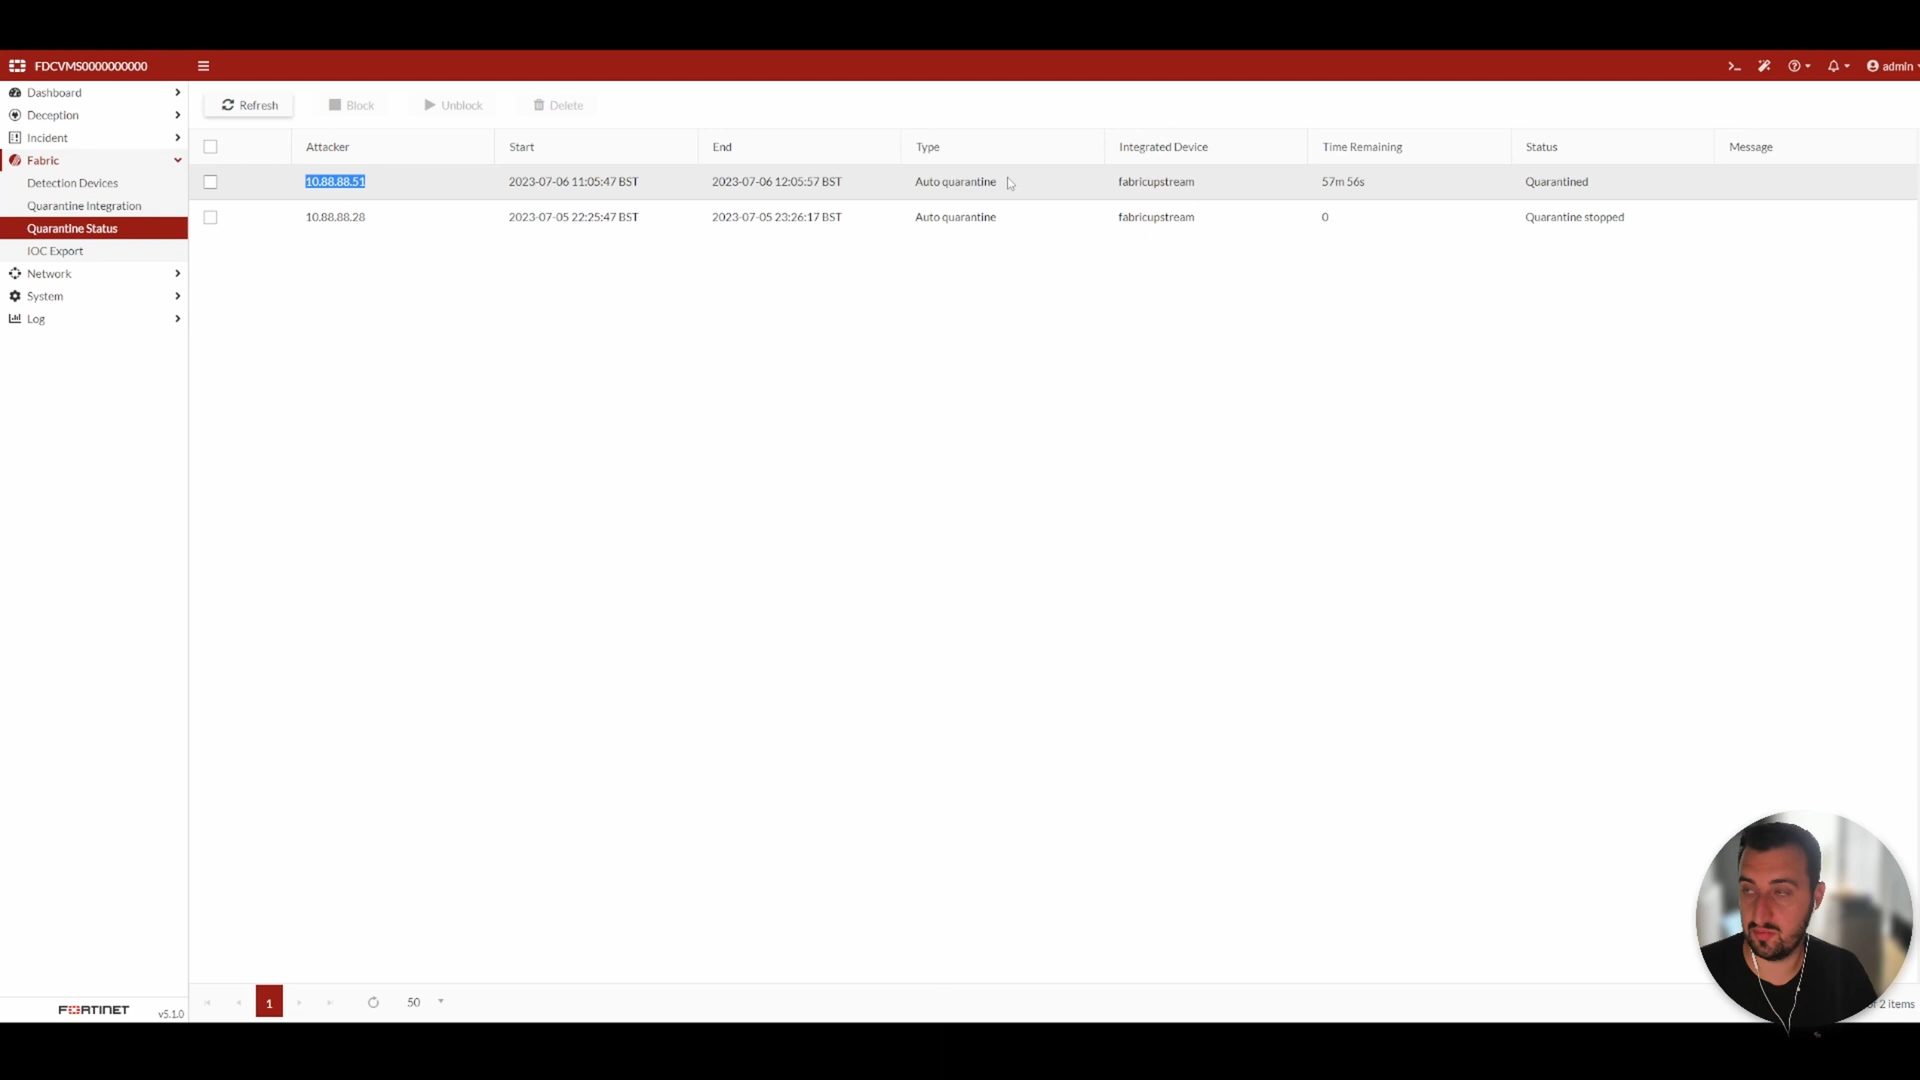 FDCVMS0000000000
>_ admin
Dashboard
Deception
Incident
Fabric
Detection Devices
Quarantine Integration
Quarantine Status
IOC Export
Network
System
Log
Refresh Block Unblock Delete
Attacker Start End Type Integrated Device Time Remaining Status Message
10.88.88.51 2023-07-06 11:05:47 BST 2023-07-06 12:05:57 BST Auto quarantine fabricupstream 57m 56s Quarantined
10.88.88.28 2023-07-05 22:25:47 BST 2023-07-05 23:26:17 BST Auto quarantine fabricupstream 0 Quarantine stopped
1 50 2 items
FORTINET v5.1.0